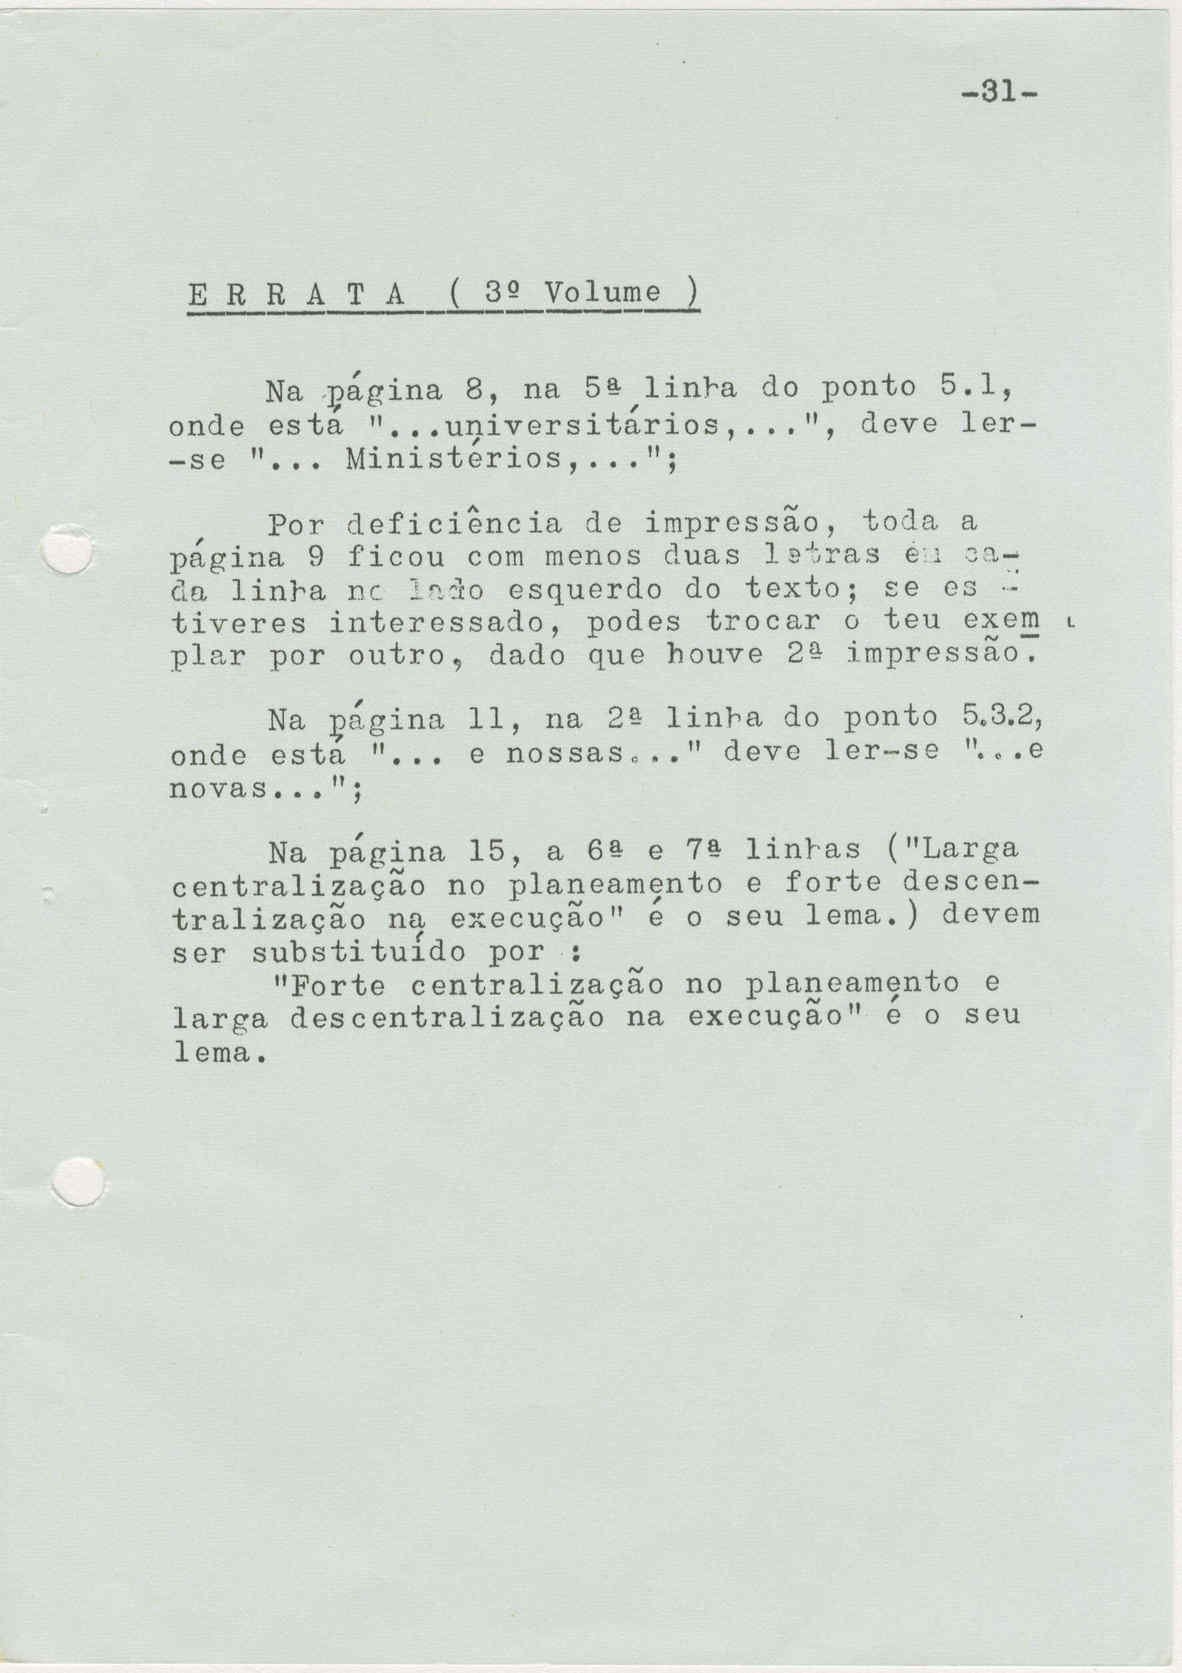 -31-
E R R A T A ( 3º Volume )
Na página 8, na 5ª linha do ponto 5.1,
onde está "...universitários,...", deve ler-
-se "... Ministérios,...";
Por deficiência de impressão, toda a
página 9 ficou com menos duas letras em ca-
da linha no lado esquerdo do texto; se es -
tiveres interessado, podes trocar o teu exem
plar por outro, dado que houve 2ª impressão.
Na página 11, na 2ª linha do ponto 5.3.2,
onde está "... e nossas..." deve ler-se "...e
novas...";
Na página 15, a 6ª e 7ª linhas ("Larga
centralização no planeamento e forte descen-
tralização na execução" é o seu lema.) devem
ser substituído por :
"Forte centralização no planeamento e
larga descentralização na execução" é o seu
lema.